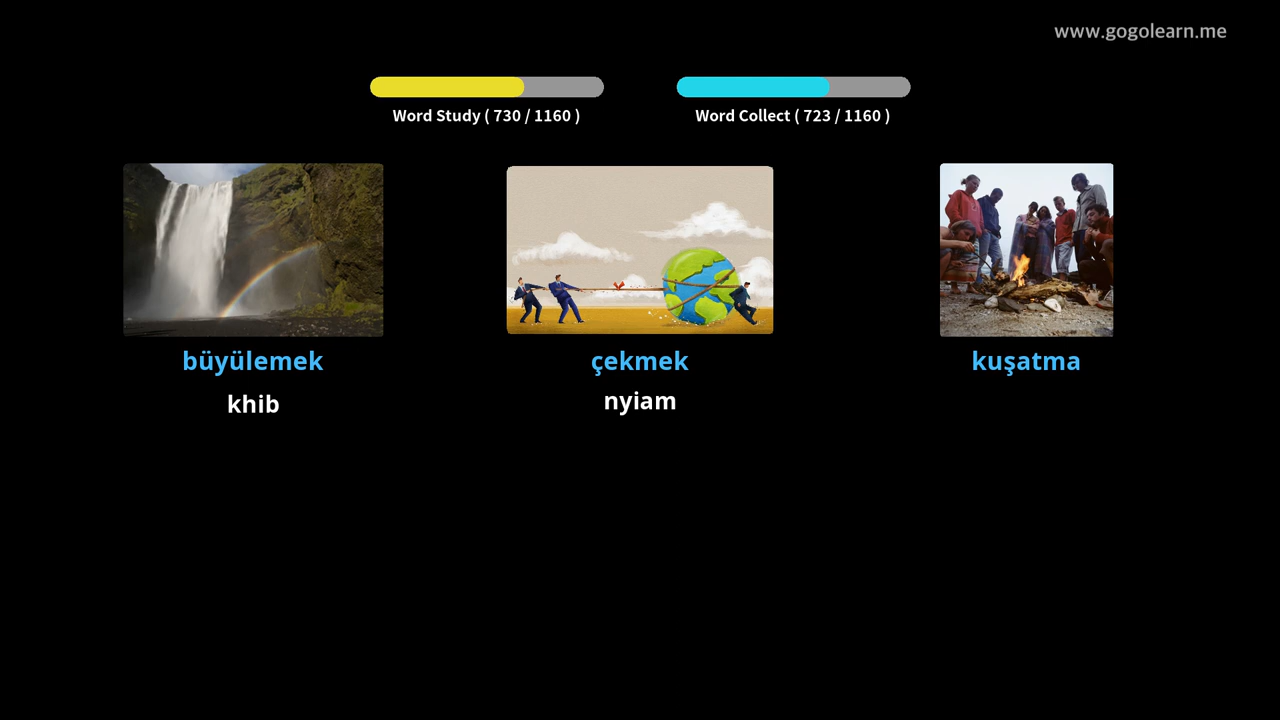 www.gogolearn.me
Word Study ( 730 / 1160 )
Word Collect ( 723 / 1160 )
büyülemek
çekmek
kuşatma
khib
nyiam